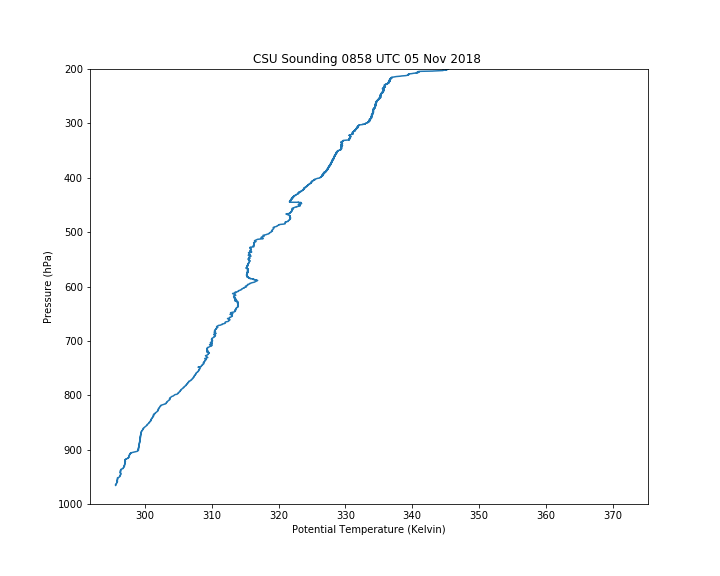 CSU Sounding 0858 UTC 05 Nov 2018
200
300
400
500
600
700
800
900
1000
Pressure (hPa)
300 310 320 330 340 350 360 370
Potential Temperature (Kelvin)